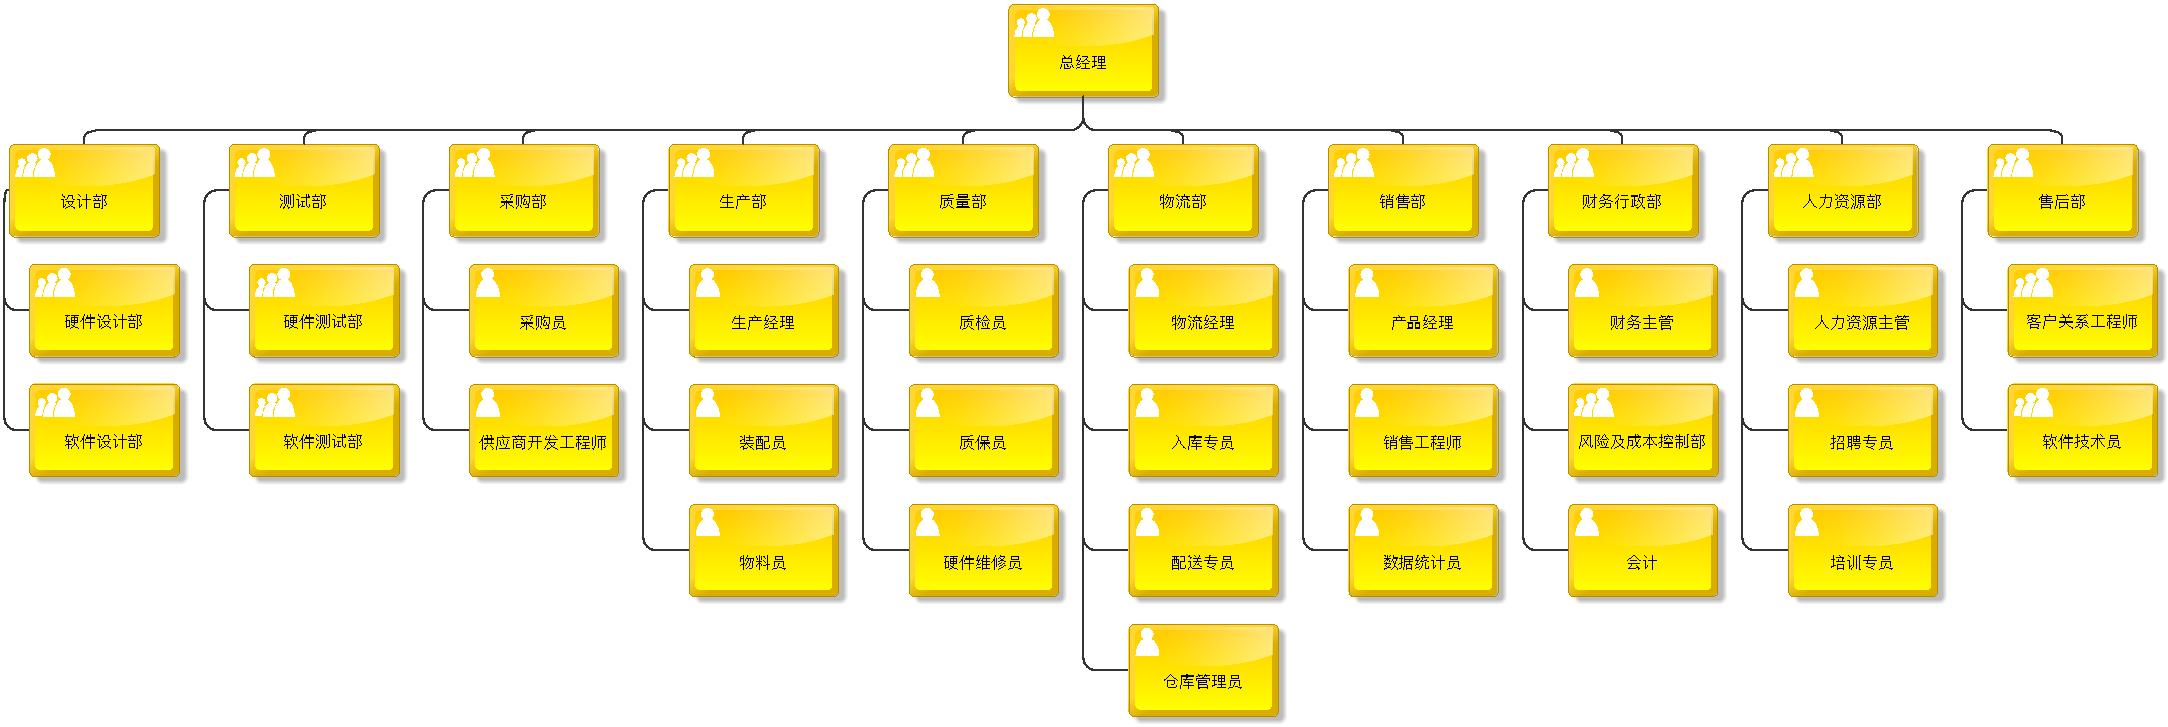 总经理
设计部
测试部
采购部
生产部
质量部
物流部
销售部
财务行政部
人力资源部
售后部
硬件设计部
硬件测试部
采购员
生产经理
质检员
物流经理
产品经理
财务主管
人力资源主管
客户关系工程师
软件设计部
软件测试部
供应商开发工程师
装配员
质保员
入库专员
销售工程师
风险及成本控制部
招聘专员
软件技术员
物料员
硬件维修员
配送专员
数据统计员
会计
培训专员
仓库管理员